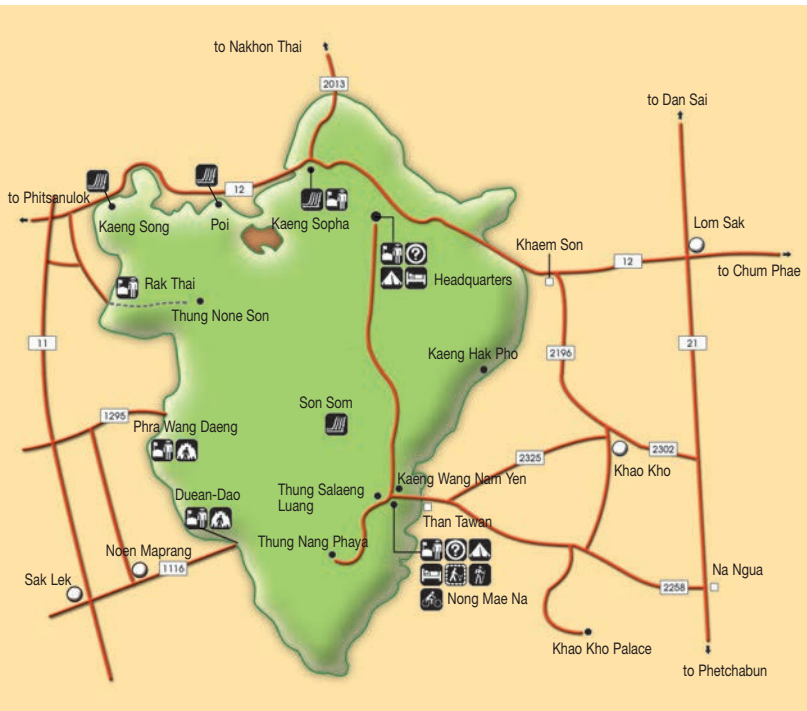 to Nakhon Thai
2013
to Dan Sai
12
to Phitsanulok
Kaeng Song
Poi
Kaeng Sopha
Lom Sak
Khaem Son
12
to Chum Phae
Rak Thai
Headquarters
Thung None Son
11
21
Kaeng Hak Pho
2196
Son Som
1295
Phra Wang Daeng
2325
2302
Khao Kho
Kaeng Wang Nam Yen
Duean-Dao
Thung Salaeng
Luang
Than Tawan
Thung Nang Phaya
Noen Maprang
1116
Sak Lek
Na Ngua
2258
Nong Mae Na
Khao Kho Palace
to Phetchabun